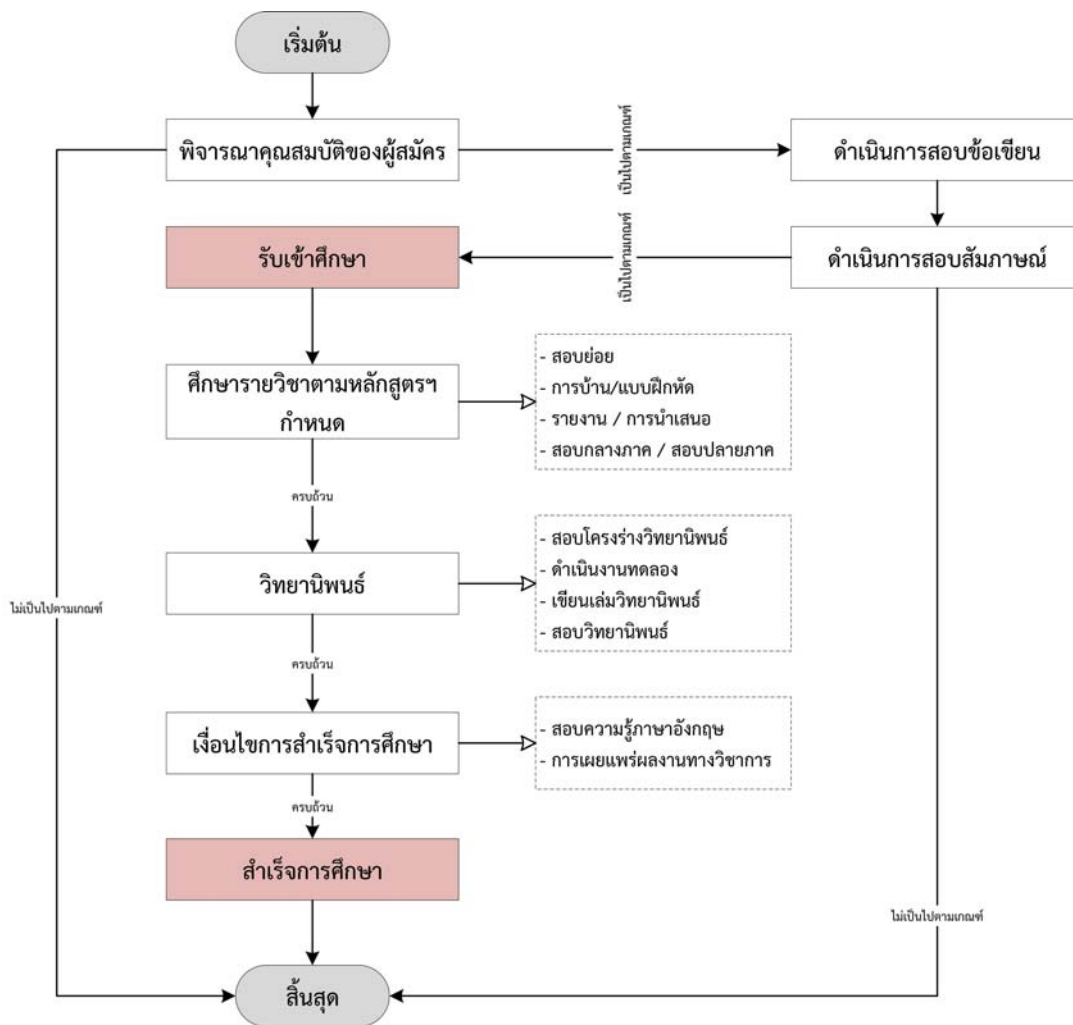 เริ่มต้น
พิจารณาคุณสมบัติของผู้สมัคร
เป็นไปตามเกณฑ์
ดำเนินการสอบข้อเขียน
รับเข้าศึกษา
เป็นไปตามเกณฑ์
ดำเนินการสอบสัมภาษณ์
ศึกษารายวิชาตามหลักสูตรฯ
กำหนด
- สอบย่อย
- การบ้าน/แบบฝึกหัด
- รายงาน / การนำเสนอ
- สอบกลางภาค / สอบปลายภาค
ครบถ้วน
วิทยานิพนธ์
- สอบโครงร่างวิทยานิพนธ์
- ดำเนินงานทดลอง
- เขียนเล่มวิทยานิพนธ์
- สอบวิทยานิพนธ์
ไม่เป็นไปตามเกณฑ์
ครบถ้วน
เงื่อนไขการสำเร็จการศึกษา
- สอบความรู้ภาษาอังกฤษ
- การเผยแพร่ผลงานทางวิชาการ
ครบถ้วน
สำเร็จการศึกษา
ไม่เป็นไปตามเกณฑ์
สิ้นสุด